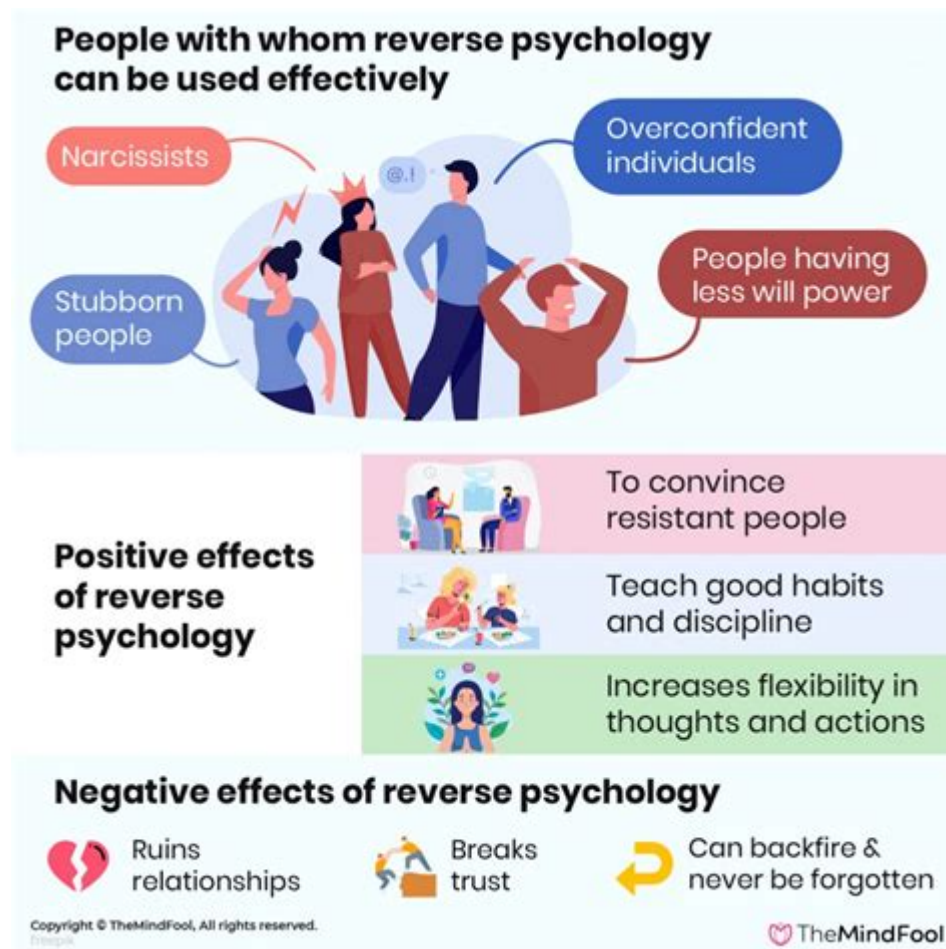 People with whom reverse psychology
can be used effectively
Narcissists
@.!
Overconfident
individuals
Stubborn
people
People having
less will power
Positive effects
of reverse
psychology
To convince
resistant people
Teach good habits
and discipline
Increases flexibility in
thoughts and actions
Negative effects of reverse psychology
Ruins
relationships
Breaks
trust
Can backfire &
never be forgotten
Copyright © TheMindFool, All rights reserved.
freepik
TheMindFool